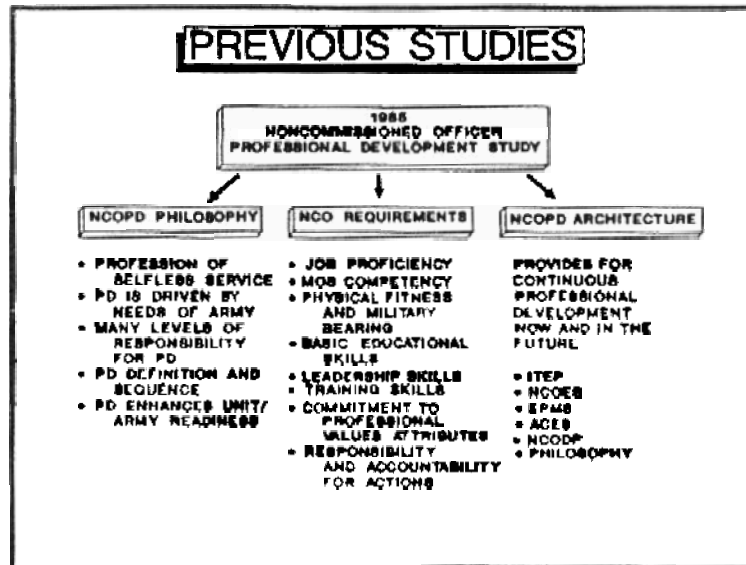 PREVIOUS STUDIES
1985
NONCOMMISSIONED OFFICER
PROFESSIONAL DEVELOPMENT STUDY
NCOPD PHILOSOPHY
• PROFESSION OF
SELFLESS SERVICE
• PD IS DRIVEN BY
NEEDS OF ARMY
• MANY LEVELS OF
RESPONSIBILITY
FOR PD
• PD DEFINITION AND
SEQUENCE
• PD ENHANCES UNIT/
ARMY READINESS
NCO REQUIREMENTS
• JOB PROFICIENCY
• MOS COMPETENCY
• PHYSICAL FITNESS
AND MILITARY
BEARING
• BASIC EDUCATIONAL
SKILLS
• LEADERSHIP SKILLS
• TRAINING SKILLS
• COMMITMENT TO
PROFESSIONAL
VALUES ATTRIBUTES
• RESPONSIBILITY
AND ACCOUNTABILITY
FOR ACTIONS
NCOPD ARCHITECTURE
PROVIDES FOR
CONTINUOUS
PROFESSIONAL
DEVELOPMENT
NOW AND IN THE
FUTURE
• ITEP
• NCOES
• EPMS
• ACES
• NCODP
• PHILOSOPHY